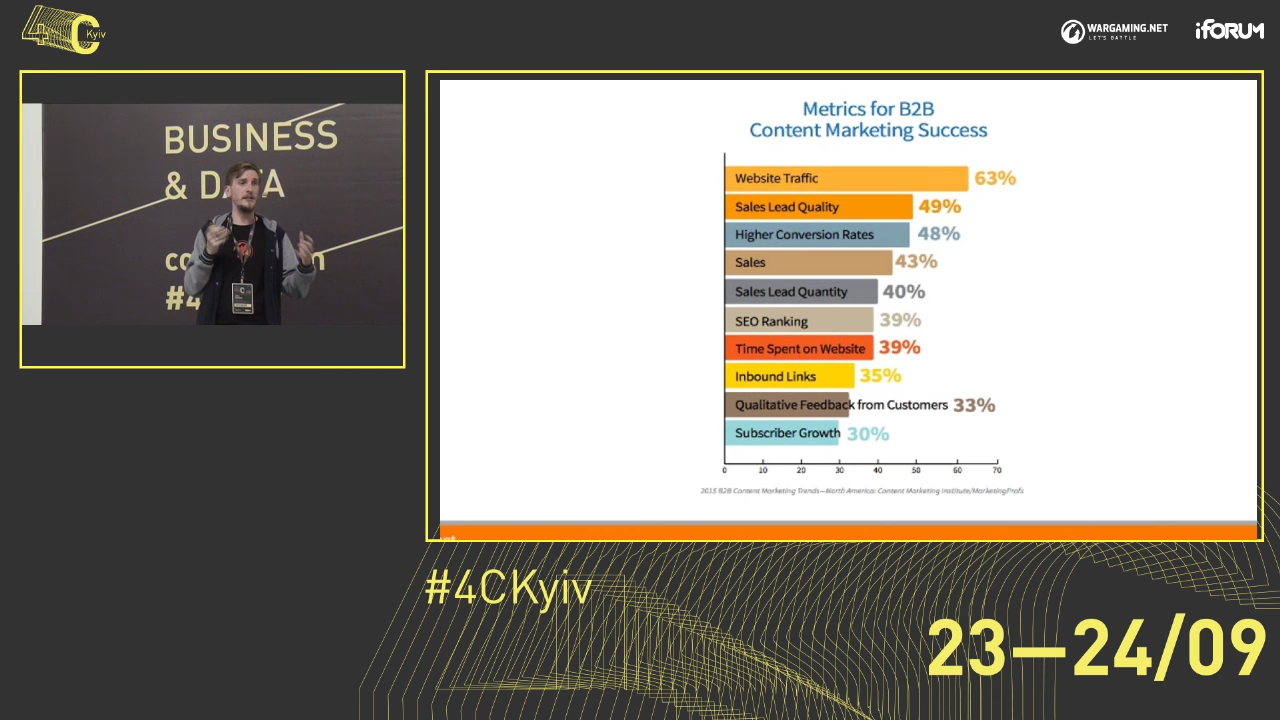 4C Kyiv
WARGAMING.NET
LET'S BATTLE
iFORUM
BUSINESS
& DATA
#4
Metrics for B2B
Content Marketing Success
Website Traffic 63%
Sales Lead Quality 49%
Higher Conversion Rates 48%
Sales 43%
Sales Lead Quantity 40%
SEO Ranking 39%
Time Spent on Website 39%
Inbound Links 35%
Qualitative Feedback from Customers 33%
Subscriber Growth 30%
0 10 20 30 40 50 60 70
2015 B2B Content Marketing Trends—North America: Content Marketing Institute/MarketingProfs
#4CKyiv
23—24/09